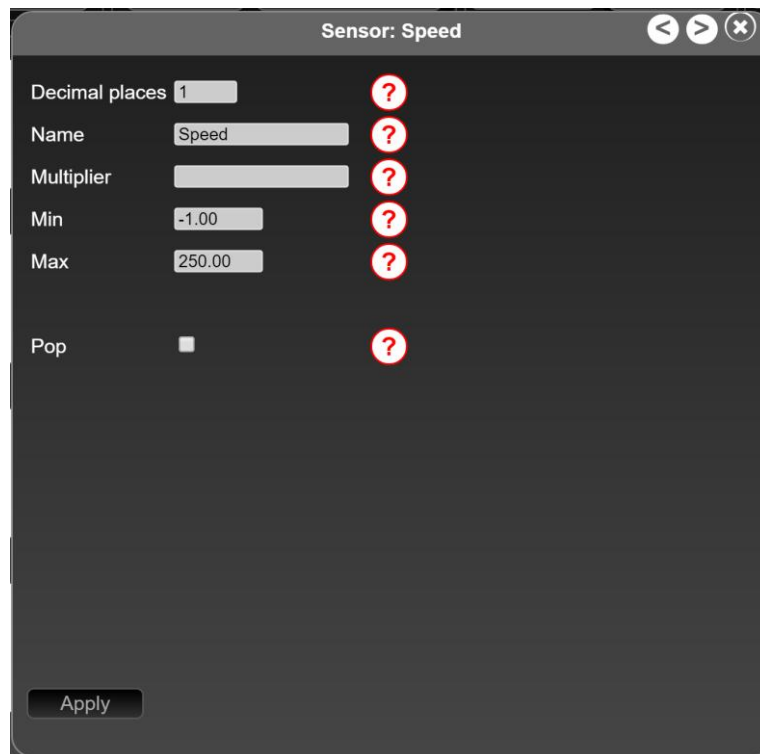 Sensor: Speed < >
Decimal places 1 ?
Name Speed ?
Multiplier ?
Min -1.00 ?
Max 250.00 ?
Pop ?
Apply